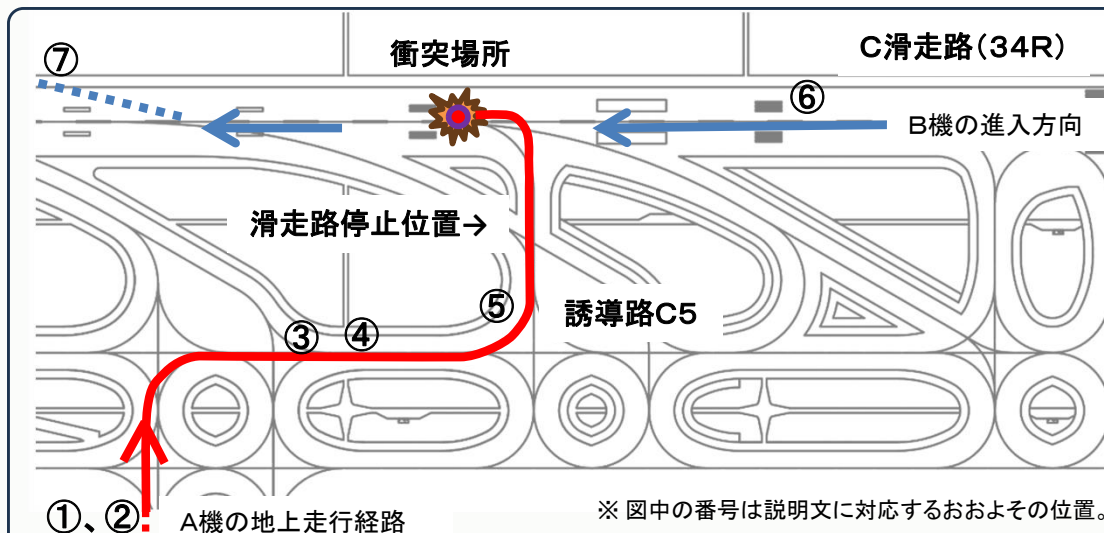 ⑦
衝突場所
C滑走路(34R)
⑥
B機の進入方向
滑走路停止位置→
⑤
誘導路C5
③
④
①、②
A機の地上走行経路
※ 図中の番号は説明文に対応するおおよその位置。